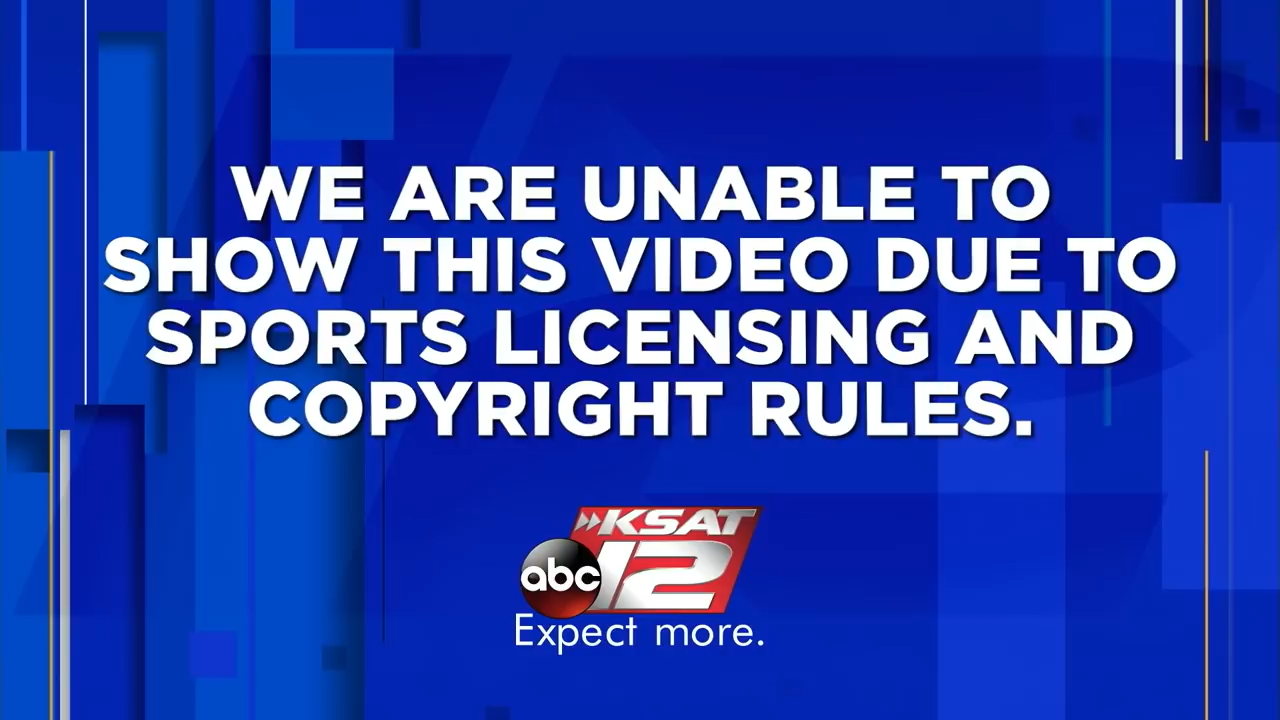 WE ARE UNABLE TO
SHOW THIS VIDEO DUE TO
SPORTS LICENSING AND
COPYRIGHT RULES.
KSAT
abc 12
Expect more.